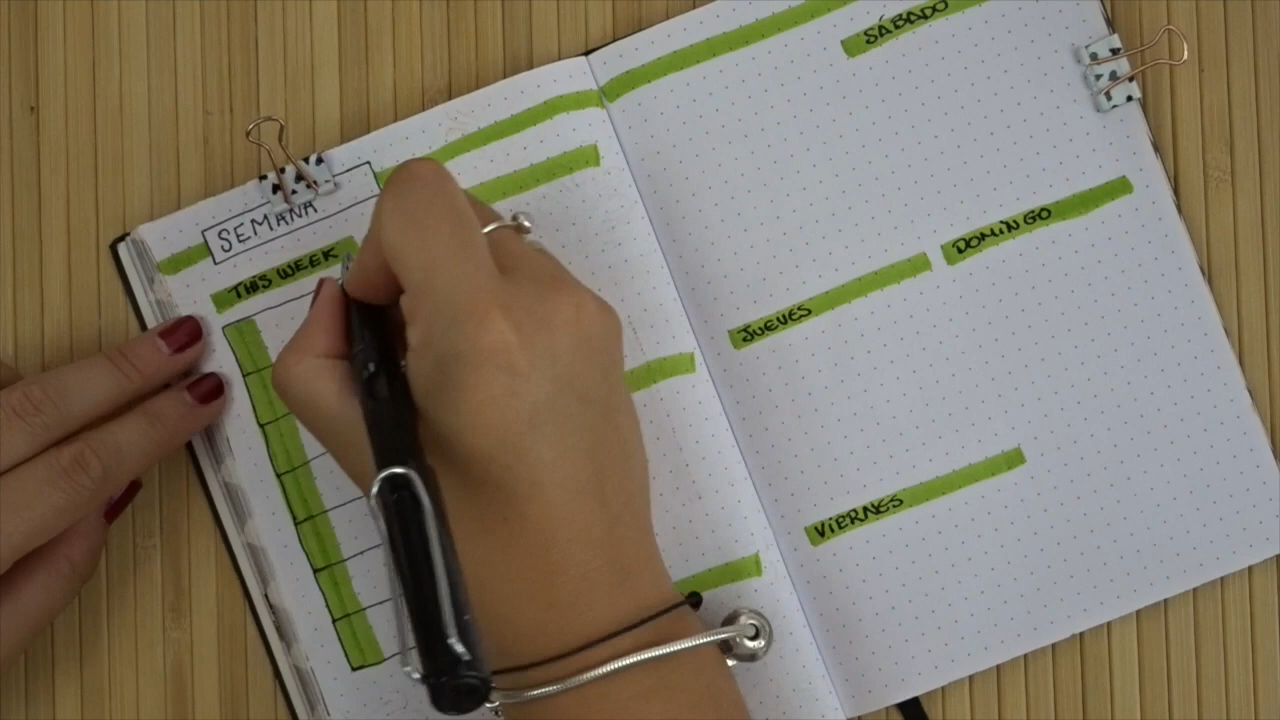 SEMANA
THiS WEEK
SÁBADO
JUEVES
DOMiNGO
ViERNES